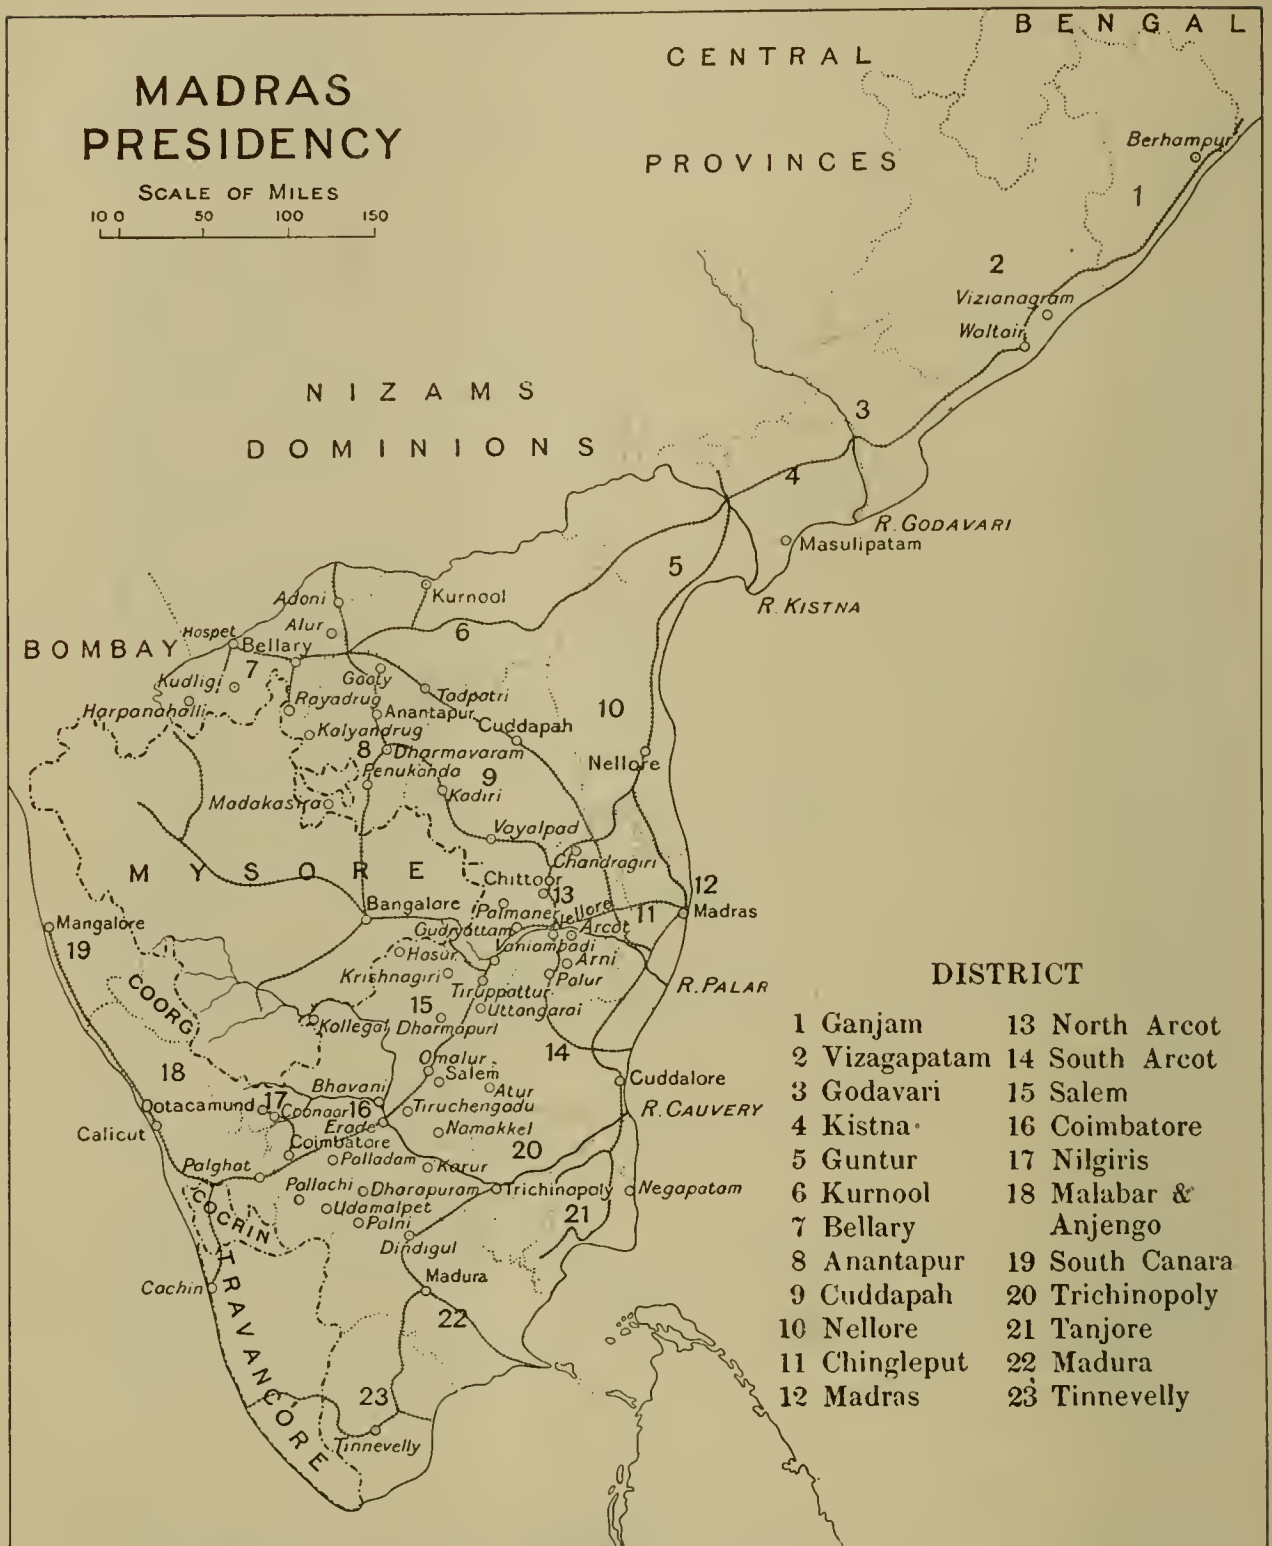 BENGAL
CENTRAL
MADRAS
PRESIDENCY
SCALE OF MILES
10 0 50 100 150
Berhampur
PROVINCES
1
2
Vizianagram
Waltair
NIZAMS
DOMINIONS
3
4
R. GODAVARI
Masulipatam
5
R. KISTNA
Adoni
Kurnool
Alur
6
BOMBAY
Hospet
Bellary
7
Kudligi
Gooty
Tadpatri
Harpanahalli
Rayadrug
Anantapur
10
Kalyandrug
Cuddapah
8
Dharmavaram
Nellore
Penukonda
9
Kadiri
Madakasira
Vayalpad
Chandragiri
MYSORE
Chittoor
13
12
Bangalore
Palmaner
Vellore
11
Madras
Mangalore
Gudiyattam
Arcot
19
Hosur
Vaniambadi
Arni
Krishnagiri
Polur
R. PALAR
Tiruppattur
COORG
15
Uttangarai
Kollegal
Dharmapuri
14
Omalur
18
Salem
Cuddalore
Bhavani
Atur
Ootacamund
17
Coonoor
16
Tiruchengodu
R. CAUVERY
Erode
Calicut
Coimbatore
Namakkel
20
Palghat
Palladam
Karur
Pallachi
Dharapuram
Trichinopoly
Negapatam
COCHIN
Udamalpet
Palni
21
Dindigul
Cochin
Madura
TRAVANCORE
22
23
Tinnevelly
DISTRICT
1 Ganjam
2 Vizagapatam
3 Godavari
4 Kistna
5 Guntur
6 Kurnool
7 Bellary
8 Anantapur
9 Cuddapah
10 Nellore
11 Chingleput
12 Madras
13 North Arcot
14 South Arcot
15 Salem
16 Coimbatore
17 Nilgiris
18 Malabar &
Anjengo
19 South Canara
20 Trichinopoly
21 Tanjore
22 Madura
23 Tinnevelly